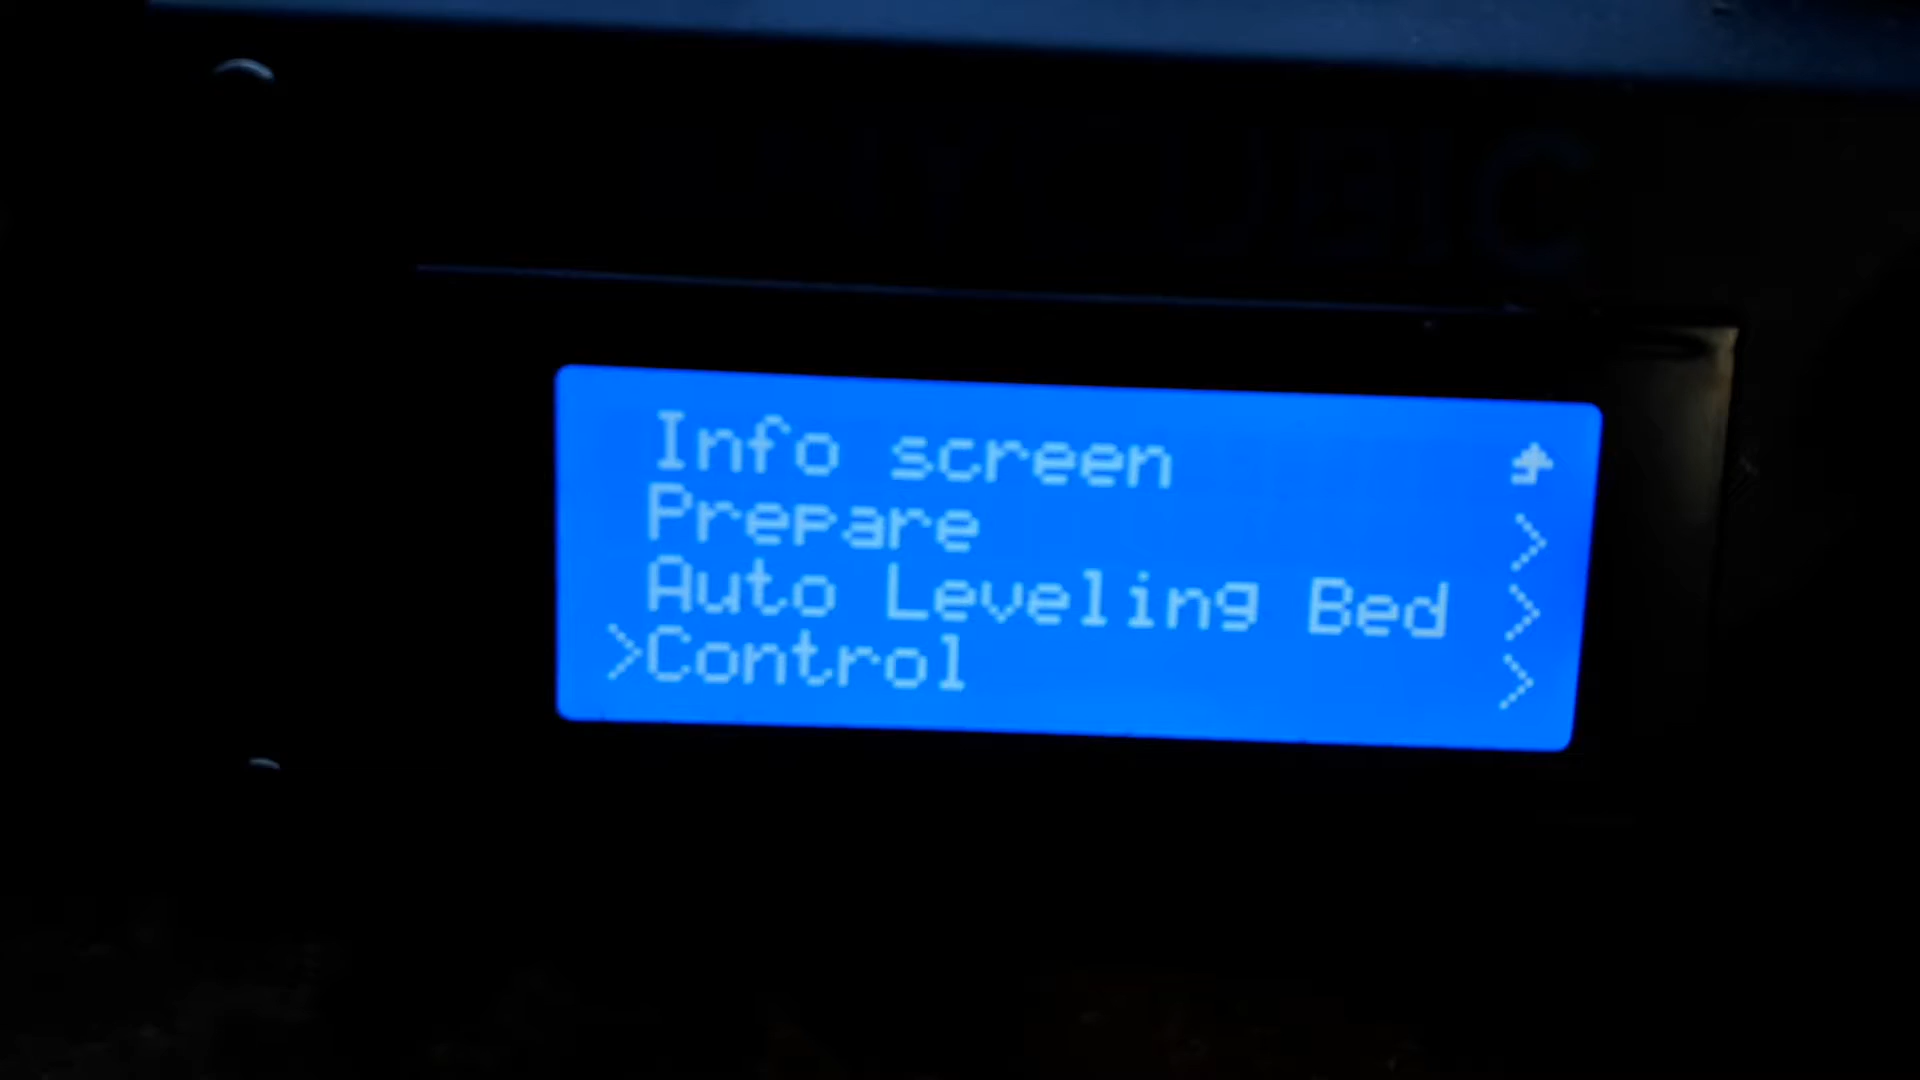 Info screen
Prepare >
Auto Leveling Bed >
>Control >